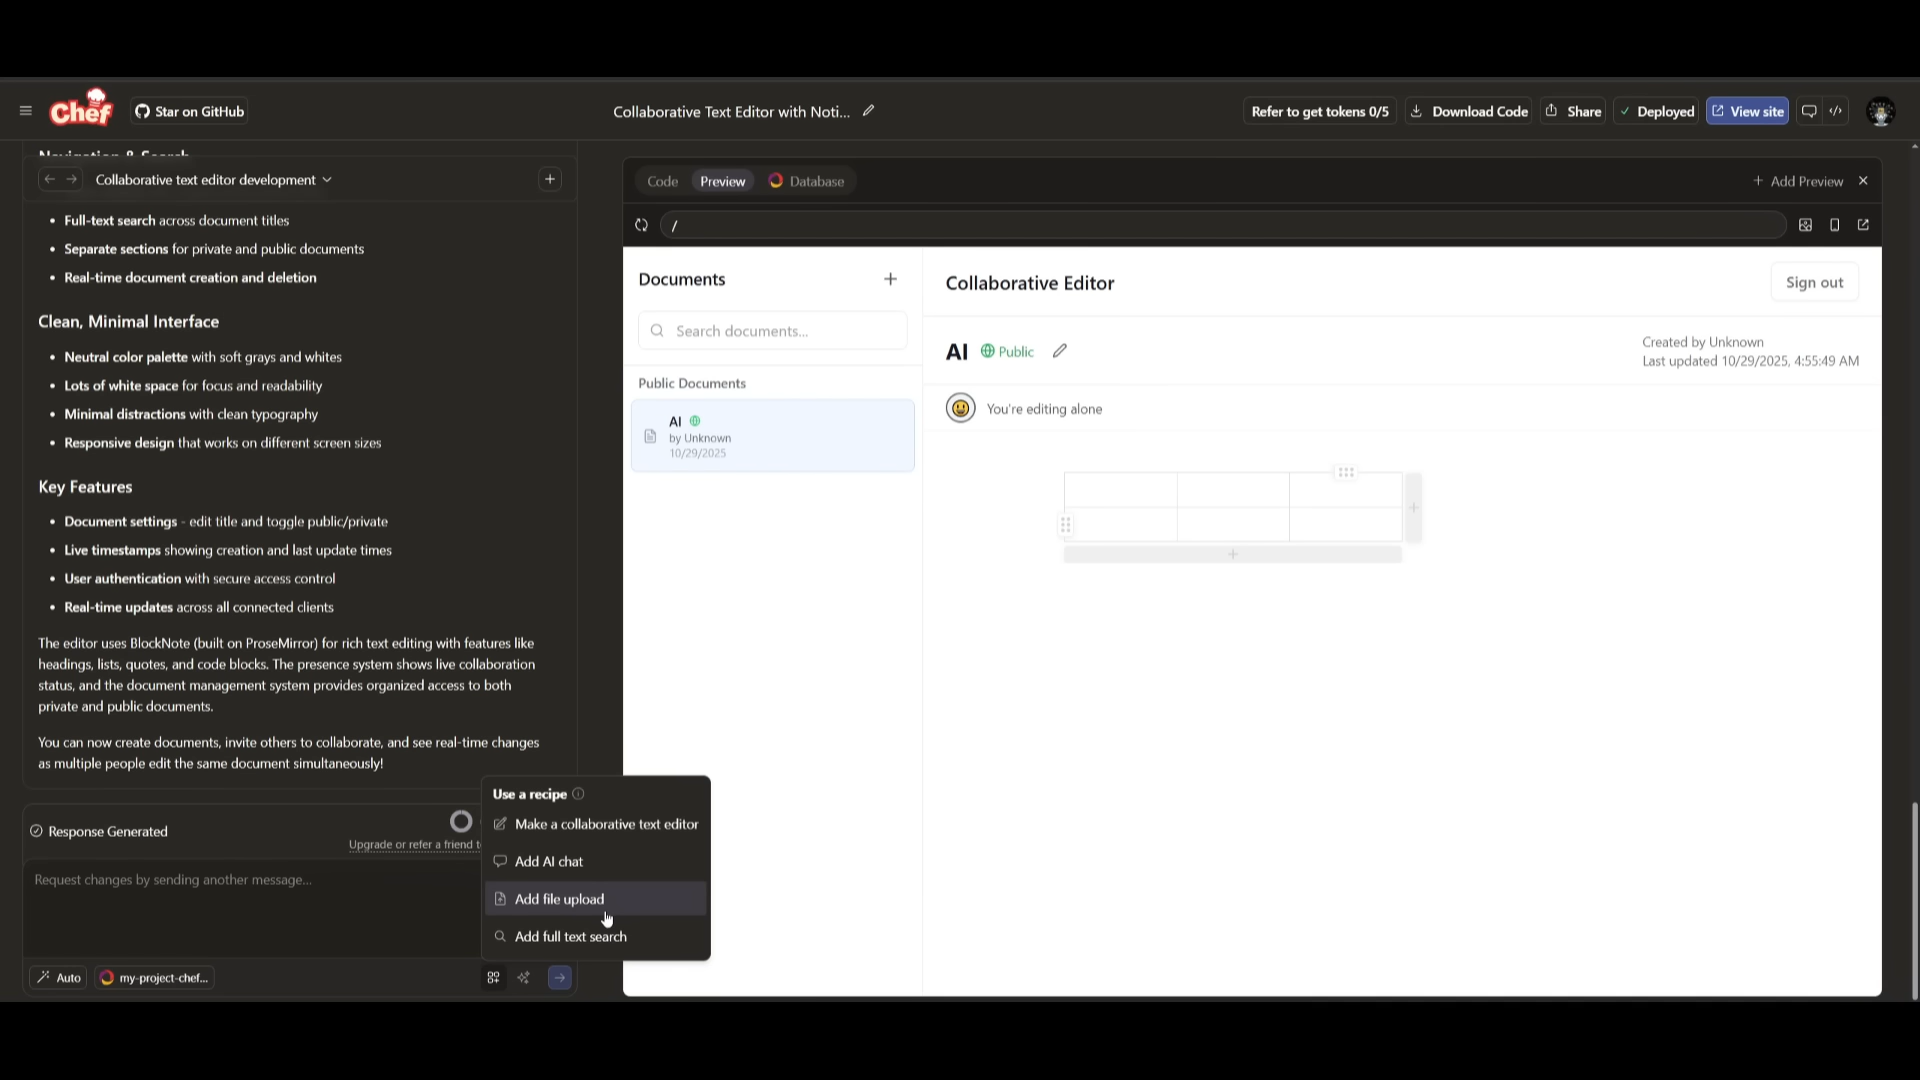 Chef
Star on GitHub
Collaborative Text Editor with Noti...
Refer to get tokens 0/5
Download Code
Share
Deployed
View site
Navigation & Search
Collaborative text editor development
• Full-text search across document titles
• Separate sections for private and public documents
• Real-time document creation and deletion
Clean, Minimal Interface
• Neutral color palette with soft grays and whites
• Lots of white space for focus and readability
• Minimal distractions with clean typography
• Responsive design that works on different screen sizes
Key Features
• Document settings - edit title and toggle public/private
• Live timestamps showing creation and last update times
• User authentication with secure access control
• Real-time updates across all connected clients
The editor uses BlockNote (built on ProseMirror) for rich text editing with features like
headings, lists, quotes, and code blocks. The presence system shows live collaboration
status, and the document management system provides organized access to both
private and public documents.
You can now create documents, invite others to collaborate, and see real-time changes
as multiple people edit the same document simultaneously!
Response Generated
Upgrade or refer a friend
Request changes by sending another message...
Auto
my-project-chef...
Use a recipe
Make a collaborative text editor
Add AI chat
Add file upload
Add full text search
Code
Preview
Database
+ Add Preview
/
Documents
Search documents...
Public Documents
AI
by Unknown
10/29/2025
Collaborative Editor
Sign out
AI
Public
Created by Unknown
Last updated 10/29/2025, 4:55:49 AM
You're editing alone